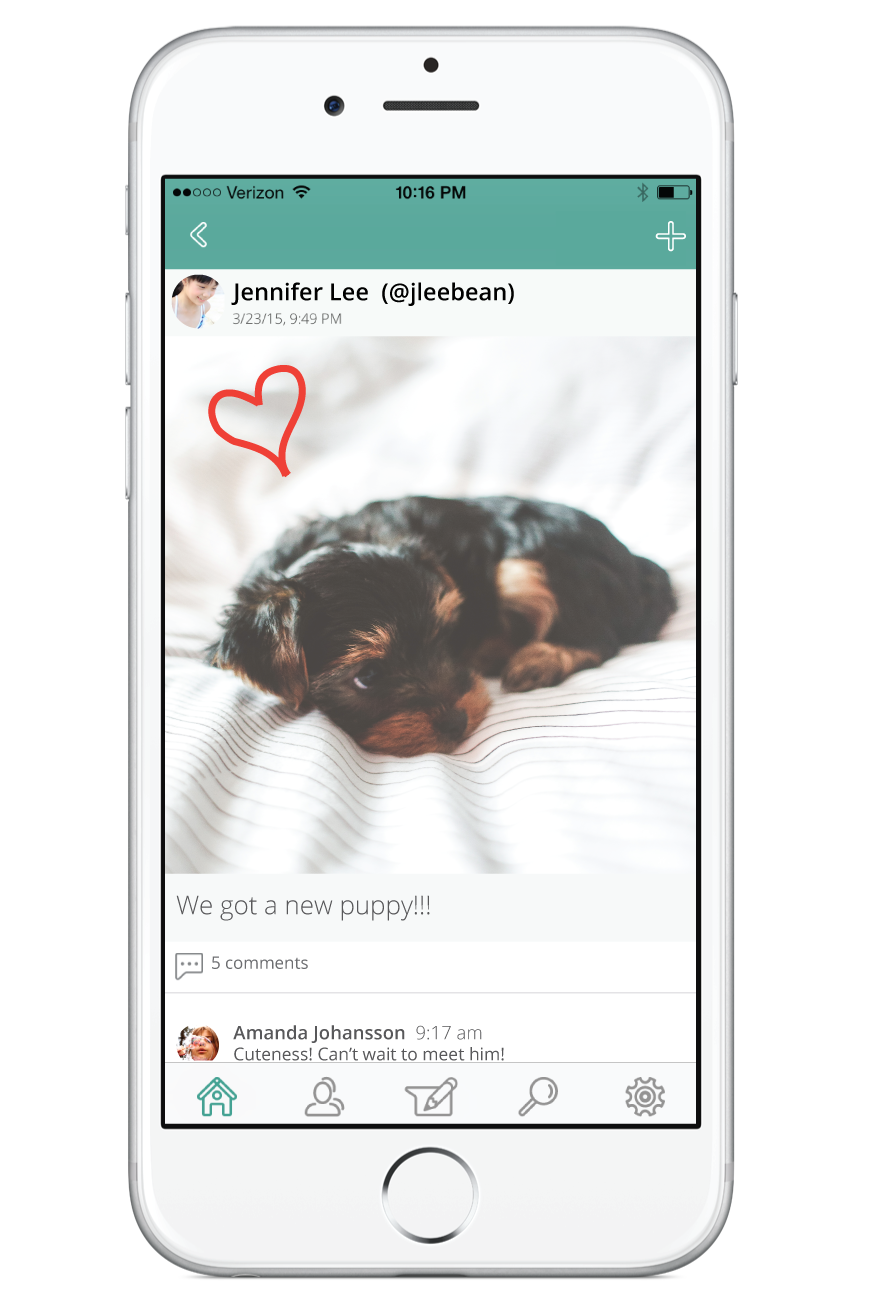 Verizon 10:16 PM
Jennifer Lee (@jleebean)
3/23/15, 9:49 PM
We got a new puppy!!!
5 comments
Amanda Johansson 9:17 am
Cuteness! Can't wait to meet him!